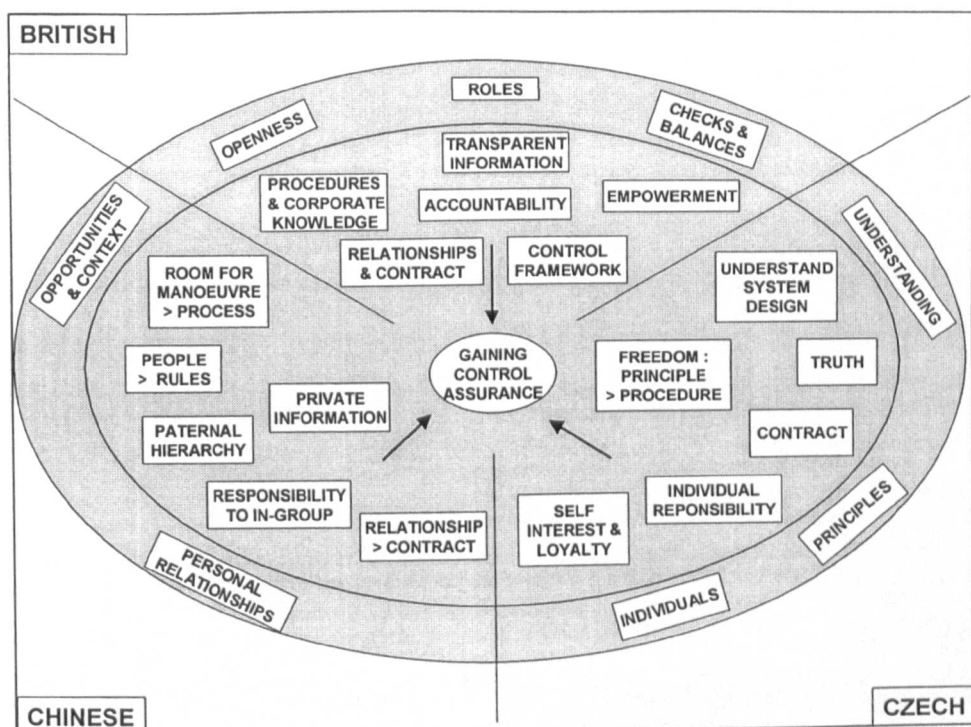 BRITISH
ROLES
OPENNESS
CHECKS &
BALANCES
TRANSPARENT
INFORMATION
PROCEDURES
& CORPORATE
KNOWLEDGE
ACCOUNTABILITY
EMPOWERMENT
OPPORTUNITIES
& CONTEXT
RELATIONSHIPS
& CONTRACT
CONTROL
FRAMEWORK
UNDERSTANDING
ROOM FOR
MANOEUVRE
> PROCESS
UNDERSTAND
SYSTEM
DESIGN
PEOPLE
> RULES
GAINING
CONTROL
ASSURANCE
FREEDOM :
PRINCIPLE
> PROCEDURE
TRUTH
PRIVATE
INFORMATION
PATERNAL
HIERARCHY
CONTRACT
RESPONSIBILITY
TO IN-GROUP
RELATIONSHIP
> CONTRACT
SELF
INTEREST &
LOYALTY
INDIVIDUAL
REPONSIBILITY
PRINCIPLES
PERSONAL
RELATIONSHIPS
INDIVIDUALS
CHINESE
CZECH